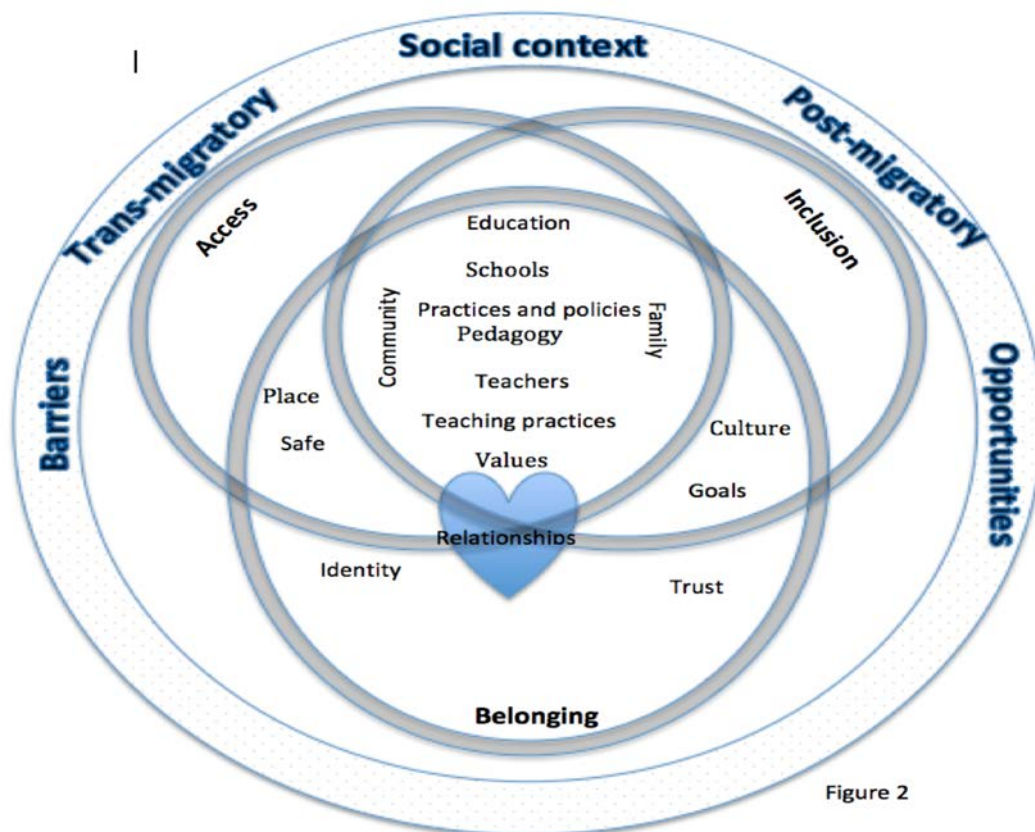 Social context
|
Trans-migratory
Post-migratory
Access
Inclusion
Education
Schools
Community
Practices and policies
Family
Pedagogy
Barriers
Opportunities
Teachers
Place
Teaching practices
Culture
Safe
Values
Goals
Relationships
Identity
Trust
Belonging
Figure 2